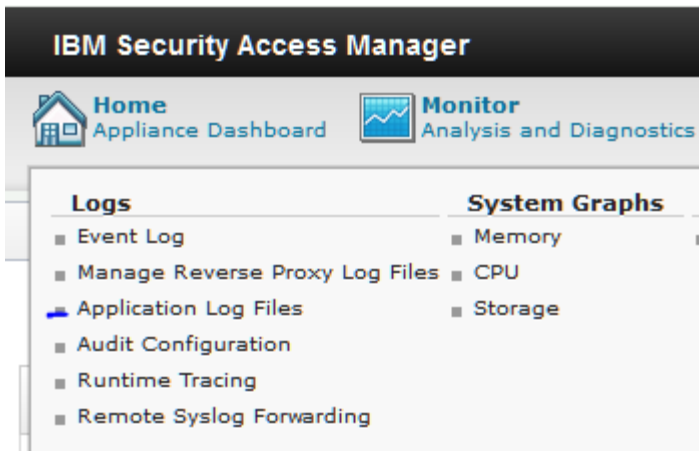 IBM Security Access Manager
Home
Appliance Dashboard
Monitor
Analysis and Diagnostics
Logs
Event Log
Manage Reverse Proxy Log Files
Application Log Files
Audit Configuration
Runtime Tracing
Remote Syslog Forwarding
System Graphs
Memory
CPU
Storage